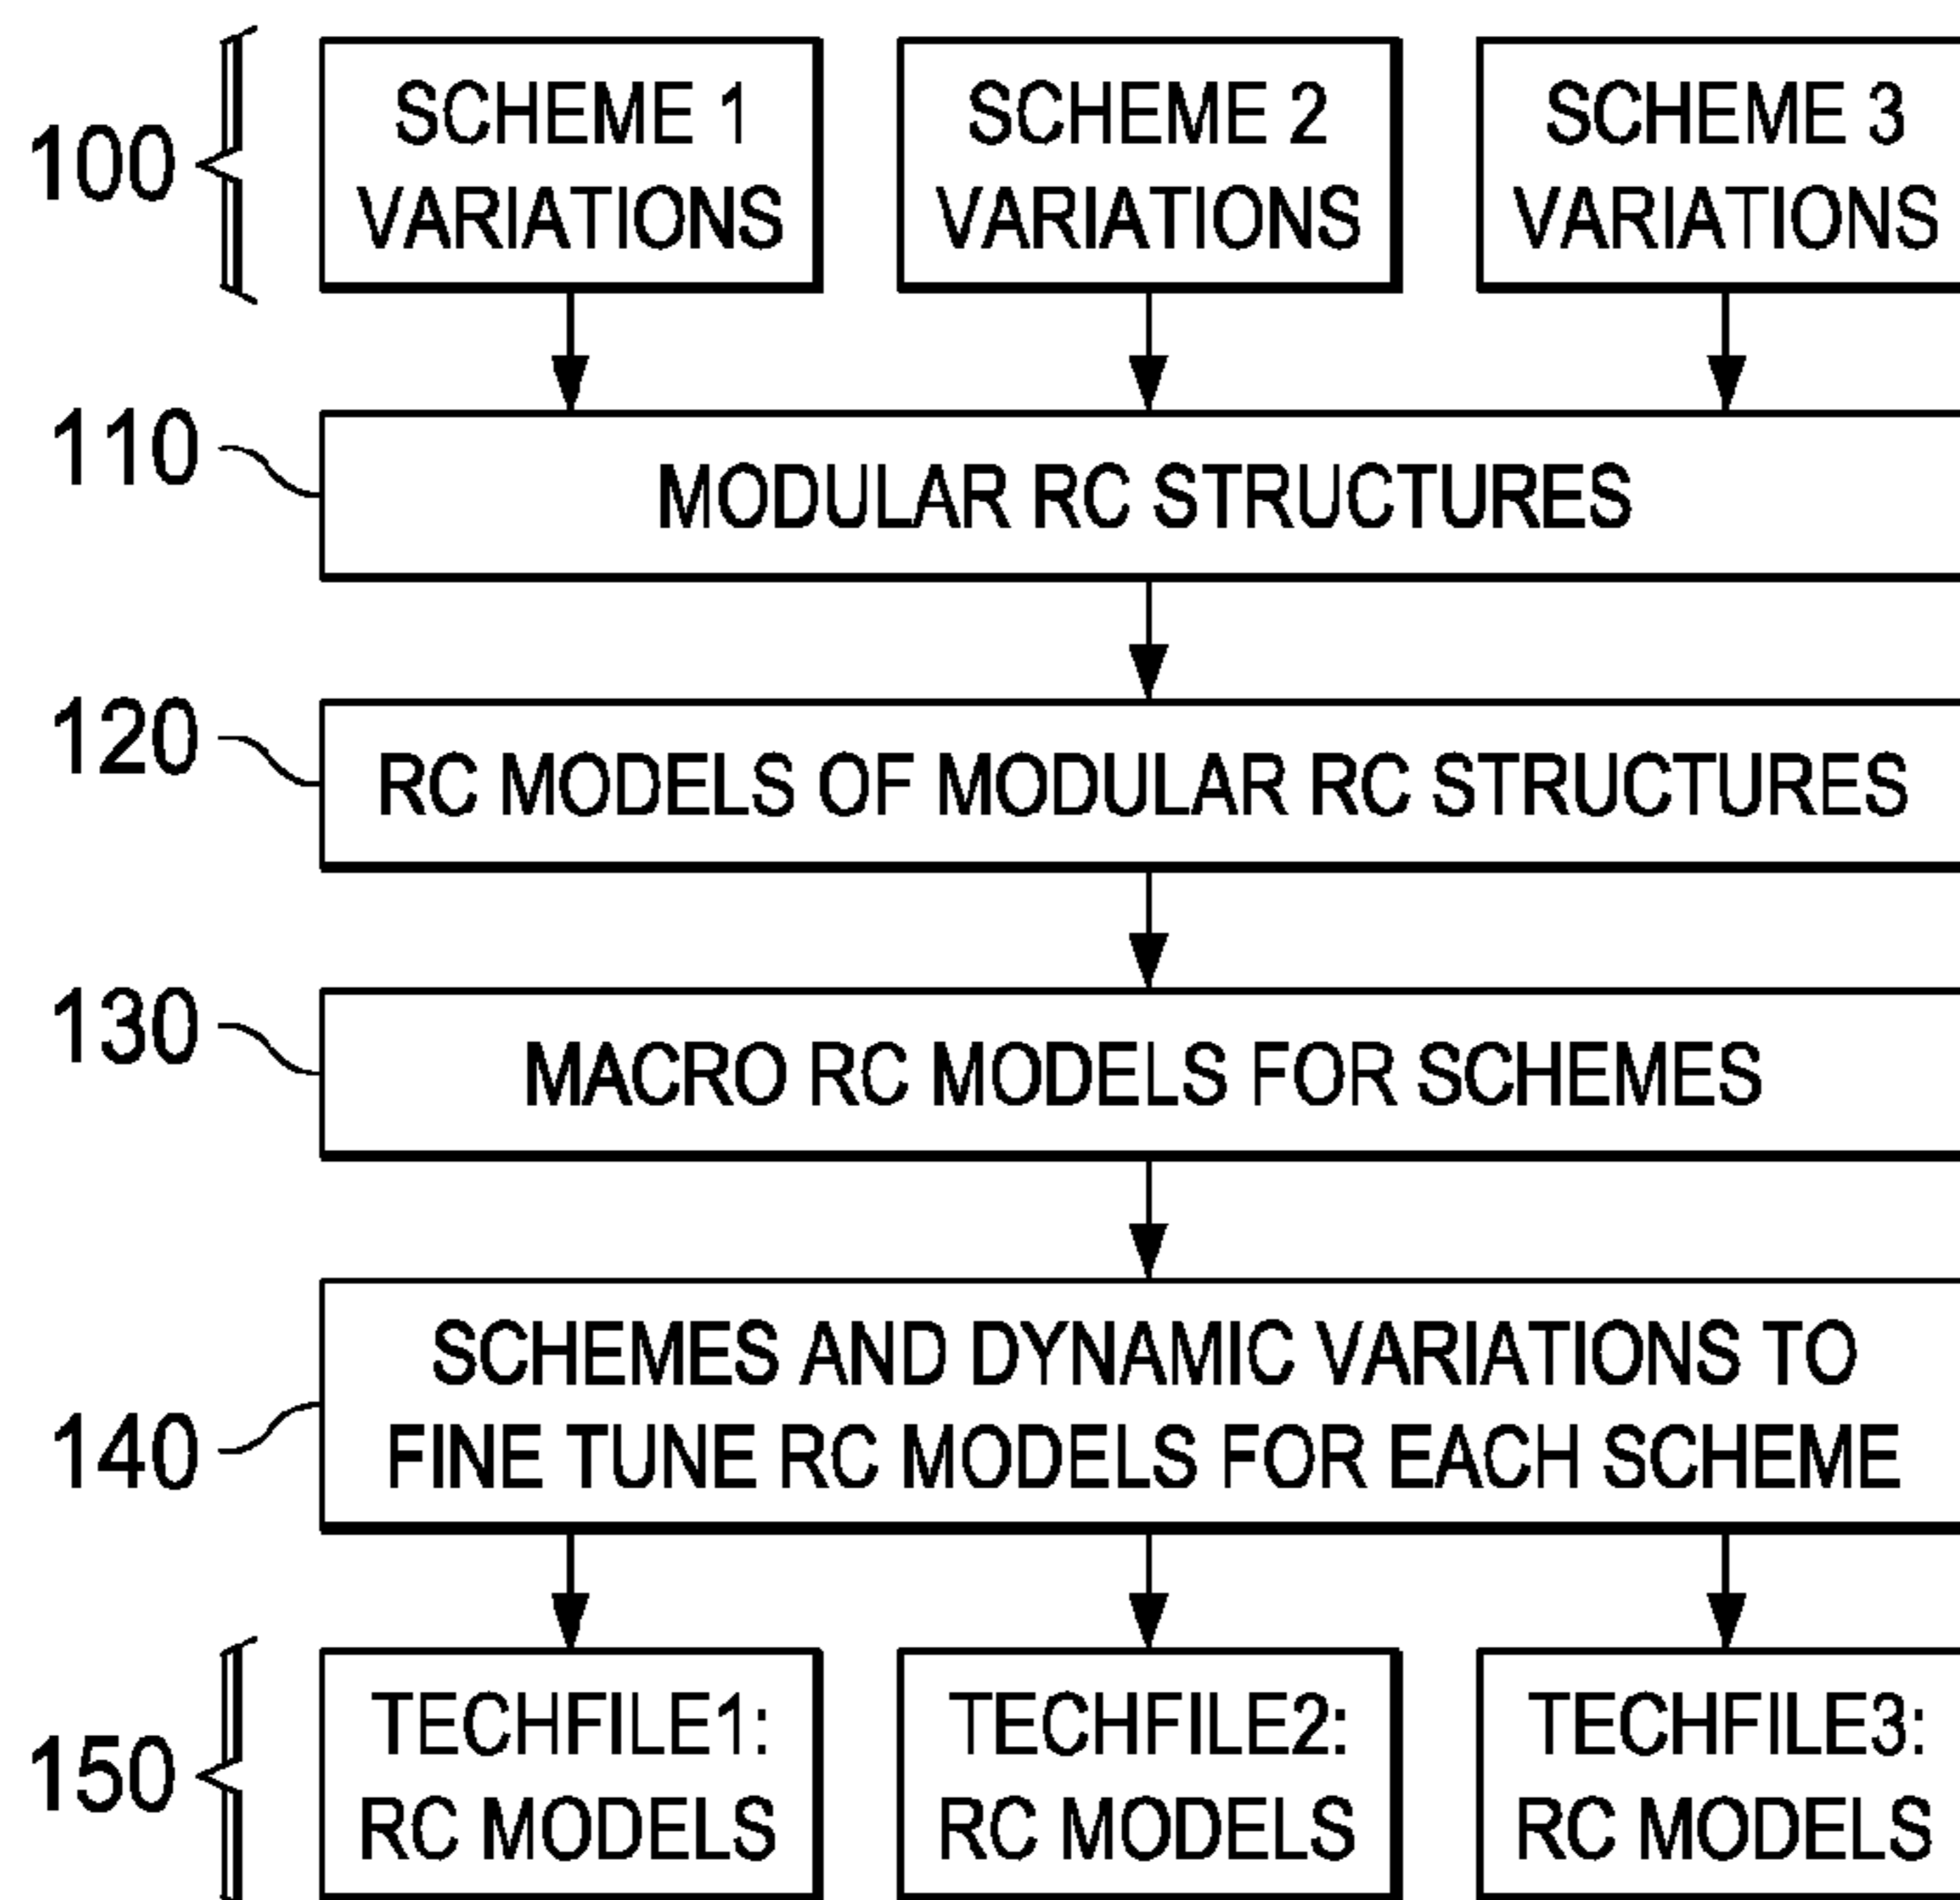 100
SCHEME 1
VARIATIONS
SCHEME 2
VARIATIONS
SCHEME 3
VARIATIONS
110
MODULAR RC STRUCTURES
120
RC MODELS OF MODULAR RC STRUCTURES
130
MACRO RC MODELS FOR SCHEMES
140
SCHEMES AND DYNAMIC VARIATIONS TO
FINE TUNE RC MODELS FOR EACH SCHEME
150
TECHFILE1:
RC MODELS
TECHFILE2:
RC MODELS
TECHFILE3:
RC MODELS